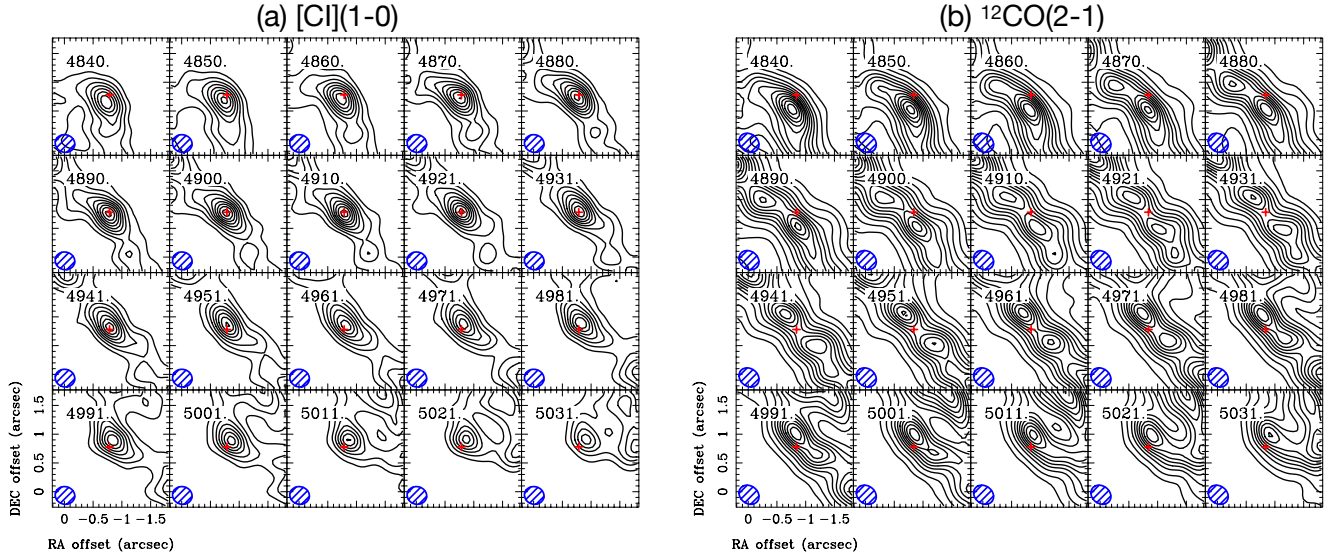 (a) [CI](1-0)
(b) ¹²CO(2-1)
4840. 4850. 4860. 4870. 4880.
4840. 4850. 4860. 4870. 4880.
4890. 4900. 4910. 4921. 4931.
4890. 4900. 4910. 4921. 4931.
4941. 4951. 4961. 4971. 4981.
4941. 4951. 4961. 4971. 4981.
4991. 5001. 5011. 5021. 5031.
4991. 5001. 5011. 5021. 5031.
DEC offset (arcsec)
1.5
1
0.5
0
0 −0.5 −1 −1.5
RA offset (arcsec)
DEC offset (arcsec)
1.5
1
0.5
0
0 −0.5 −1 −1.5
RA offset (arcsec)